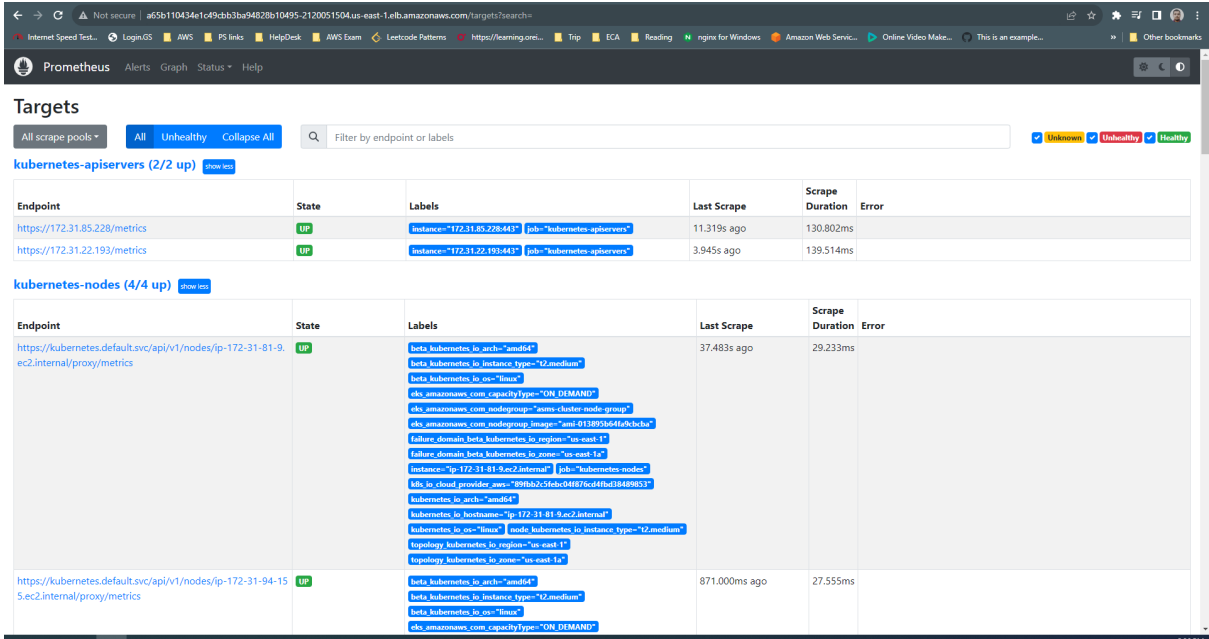 Not secure | a65b110434e1c49cbb3ba94828b10495-2120051504.us-east-1.elb.amazonaws.com/targets?search=
Internet Speed Test... Login.GS AWS PS links HelpDesk AWS Exam Leetcode Patterns https://learning.orei... Trip ECA Reading nginx for Windows Amazon Web Servic... Online Video Make... This is an example... » Other bookmarks
Prometheus Alerts Graph Status Help
Targets
All scrape pools All Unhealthy Collapse All Filter by endpoint or labels Unknown Unhealthy Healthy
kubernetes-apiservers (2/2 up) show less
Endpoint State Labels Last Scrape Scrape Duration Error
https://172.31.85.228/metrics UP instance="172.31.85.228:443" job="kubernetes-apiservers" 11.319s ago 130.802ms
https://172.31.22.193/metrics UP instance="172.31.22.193:443" job="kubernetes-apiservers" 3.945s ago 139.514ms
kubernetes-nodes (4/4 up) show less
Endpoint State Labels Last Scrape Scrape Duration Error
https://kubernetes.default.svc/api/v1/nodes/ip-172-31-81-9. UP beta_kubernetes_io_arch="amd64" 37.483s ago 29.233ms
ec2.internal/proxy/metrics beta_kubernetes_io_instance_type="t2.medium"
beta_kubernetes_io_os="linux"
eks_amazonaws_com_capacityType="ON_DEMAND"
eks_amazonaws_com_nodegroup="asms-cluster-node-group"
eks_amazonaws_com_nodegroup_image="ami-013895b64fa9cbcba"
failure_domain_beta_kubernetes_io_region="us-east-1"
failure_domain_beta_kubernetes_io_zone="us-east-1a"
instance="ip-172-31-81-9.ec2.internal" job="kubernetes-nodes"
k8s_io_cloud_provider_aws="89fbb2c5febc04f876cd4fbd38489853"
kubernetes_io_arch="amd64"
kubernetes_io_hostname="ip-172-31-81-9.ec2.internal"
kubernetes_io_os="linux" node_kubernetes_io_instance_type="t2.medium"
topology_kubernetes_io_region="us-east-1"
topology_kubernetes_io_zone="us-east-1a"
https://kubernetes.default.svc/api/v1/nodes/ip-172-31-94-15 UP beta_kubernetes_io_arch="amd64" 871.000ms ago 27.555ms
5.ec2.internal/proxy/metrics beta_kubernetes_io_instance_type="t2.medium"
beta_kubernetes_io_os="linux"
eks_amazonaws_com_capacityType="ON_DEMAND"